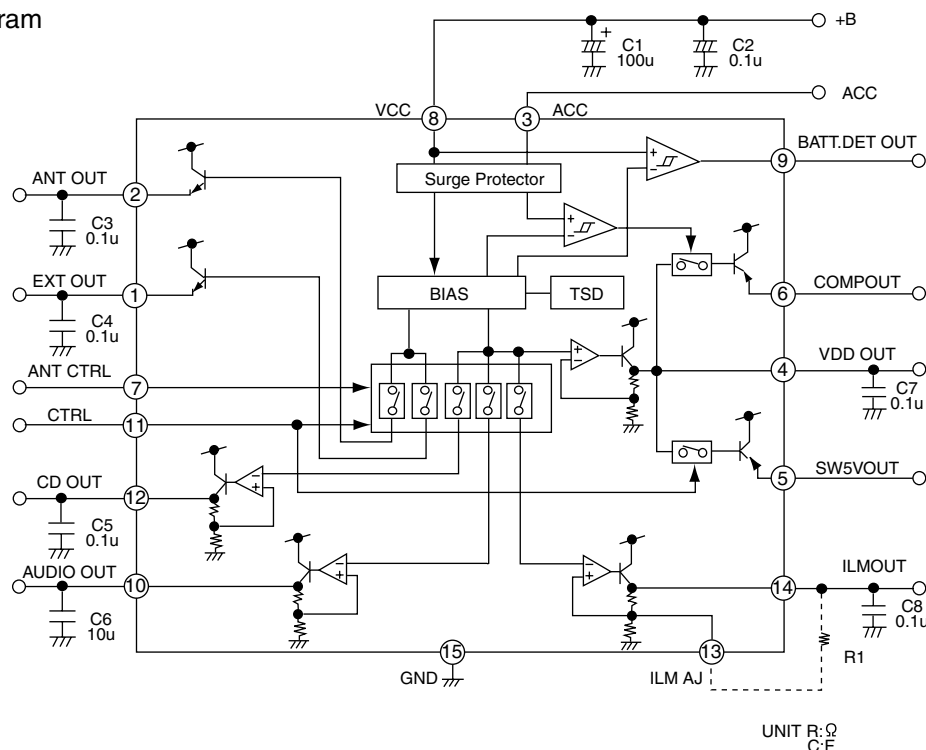 ram
+B
+
C1
100u
C2
0.1u
ACC
VCC
8
3
ACC
BATT.DET OUT
9
+
−
Surge Protector
ANT OUT
2
C3
0.1u
+
−
EXT OUT
1
C4
0.1u
BIAS
TSD
6
COMPOUT
ANT CTRL
7
+
−
4
VDD OUT
C7
0.1u
CTRL
11
CD OUT
12
−
+
5
SW5VOUT
C5
0.1u
AUDIO OUT
10
−
+
−
+
14
ILMOUT
C6
10u
C8
0.1u
R1
15
GND
13
ILM AJ
UNIT R:Ω
C:F